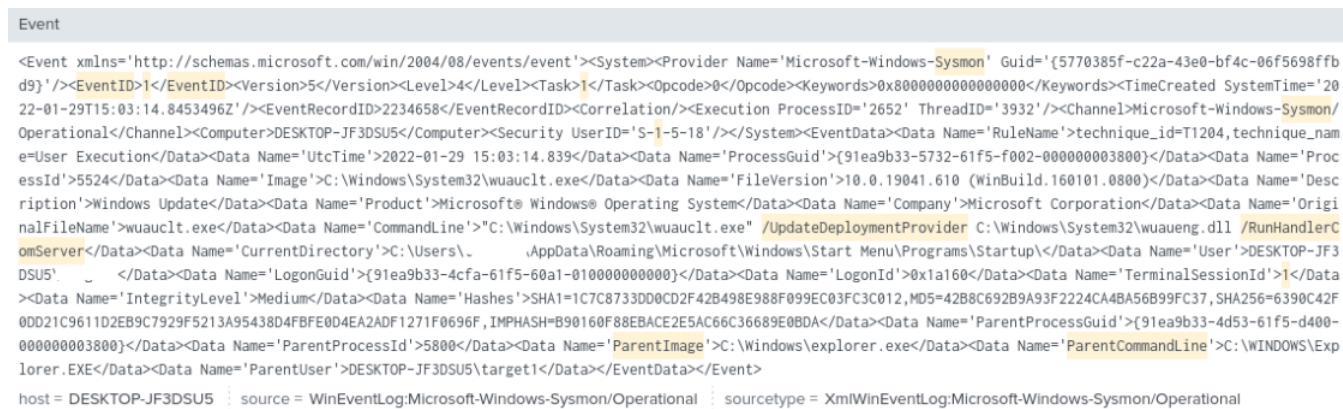 Event
<Event xmlns='http://schemas.microsoft.com/win/2004/08/events/event'><System><Provider Name='Microsoft-Windows-Sysmon' Guid='{5770385f-c22a-43e0-bf4c-06f5698ffb
d9}'/><EventID>1</EventID><Version>5</Version><Level>4</Level><Task>1</Task><Opcode>0</Opcode><Keywords>0x8000000000000000</Keywords><TimeCreated SystemTime='20
22-01-29T15:03:14.8453496Z'/><EventRecordID>2234658</EventRecordID><Correlation/><Execution ProcessID='2652' ThreadID='3932'/><Channel>Microsoft-Windows-Sysmon/
Operational</Channel><Computer>DESKTOP-JF3DSU5</Computer><Security UserID='S-1-5-18'/></System><EventData><Data Name='RuleName'>technique_id=T1204,technique_nam
e=User Execution</Data><Data Name='UtcTime'>2022-01-29 15:03:14.839</Data><Data Name='ProcessGuid'>{91ea9b33-5732-61f5-f002-000000003800}</Data><Data Name='Proc
essId'>5524</Data><Data Name='Image'>C:\Windows\System32\wuauclt.exe</Data><Data Name='FileVersion'>10.0.19041.610 (WinBuild.160101.0800)</Data><Data Name='Desc
ription'>Windows Update</Data><Data Name='Product'>Microsoft® Windows® Operating System</Data><Data Name='Company'>Microsoft Corporation</Data><Data Name='Origi
nalFileName'>wuauclt.exe</Data><Data Name='CommandLine'>"C:\Windows\System32\wuauclt.exe" /UpdateDeploymentProvider C:\Windows\System32\wuaueng.dll /RunHandlerC
omServer</Data><Data Name='CurrentDirectory'>C:\Users\ \AppData\Roaming\Microsoft\Windows\Start Menu\Programs\Startup\</Data><Data Name='User'>DESKTOP-JF3
DSU5\ </Data><Data Name='LogonGuid'>{91ea9b33-4cfa-61f5-60a1-010000000000}</Data><Data Name='LogonId'>0x1a160</Data><Data Name='TerminalSessionId'>1</Data
><Data Name='IntegrityLevel'>Medium</Data><Data Name='Hashes'>SHA1=1C7C8733DD0CD2F42B498E988F099EC03FC3C012,MD5=42B8C692B9A93F2224CA4BA56B99FC37,SHA256=6390C42F
0DD21C9611D2EB9C7929F5213A95438D4FBFE0D4EA2ADF1271F0696F,IMPHASH=B90160F88EBACE2E5AC66C36689E0BDA</Data><Data Name='ParentProcessGuid'>{91ea9b33-4d53-61f5-d400-
000000003800}</Data><Data Name='ParentProcessId'>5800</Data><Data Name='ParentImage'>C:\Windows\explorer.exe</Data><Data Name='ParentCommandLine'>C:\WINDOWS\Exp
lorer.EXE</Data><Data Name='ParentUser'>DESKTOP-JF3DSU5\target1</Data></EventData></Event>
host = DESKTOP-JF3DSU5 source = WinEventLog:Microsoft-Windows-Sysmon/Operational sourcetype = XmlWinEventLog:Microsoft-Windows-Sysmon/Operational